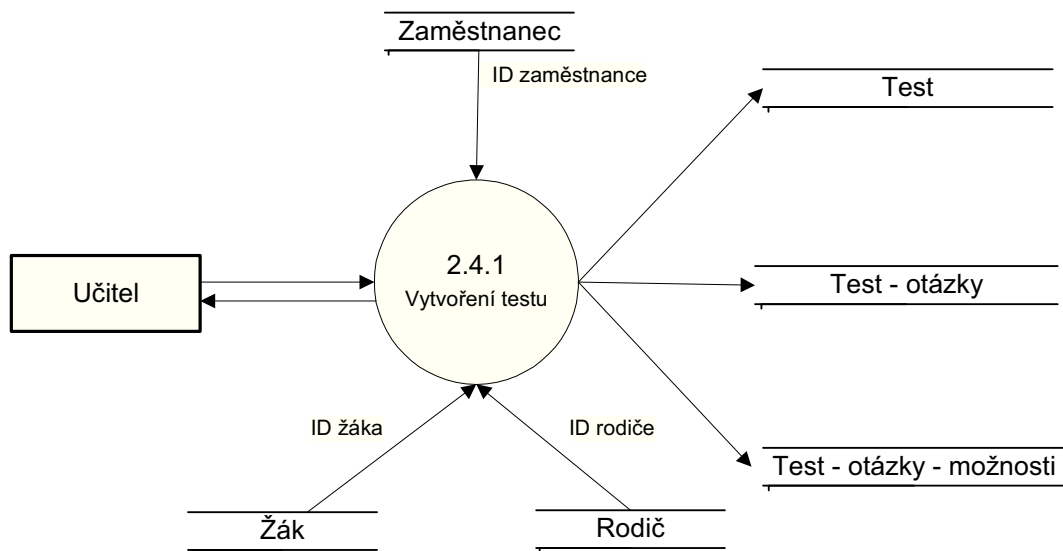 Zaměstnanec
ID zaměstnance
Test
2.4.1
Vytvoření testu
Učitel
Test - otázky
ID žáka
ID rodiče
Test - otázky - možnosti
Žák
Rodič